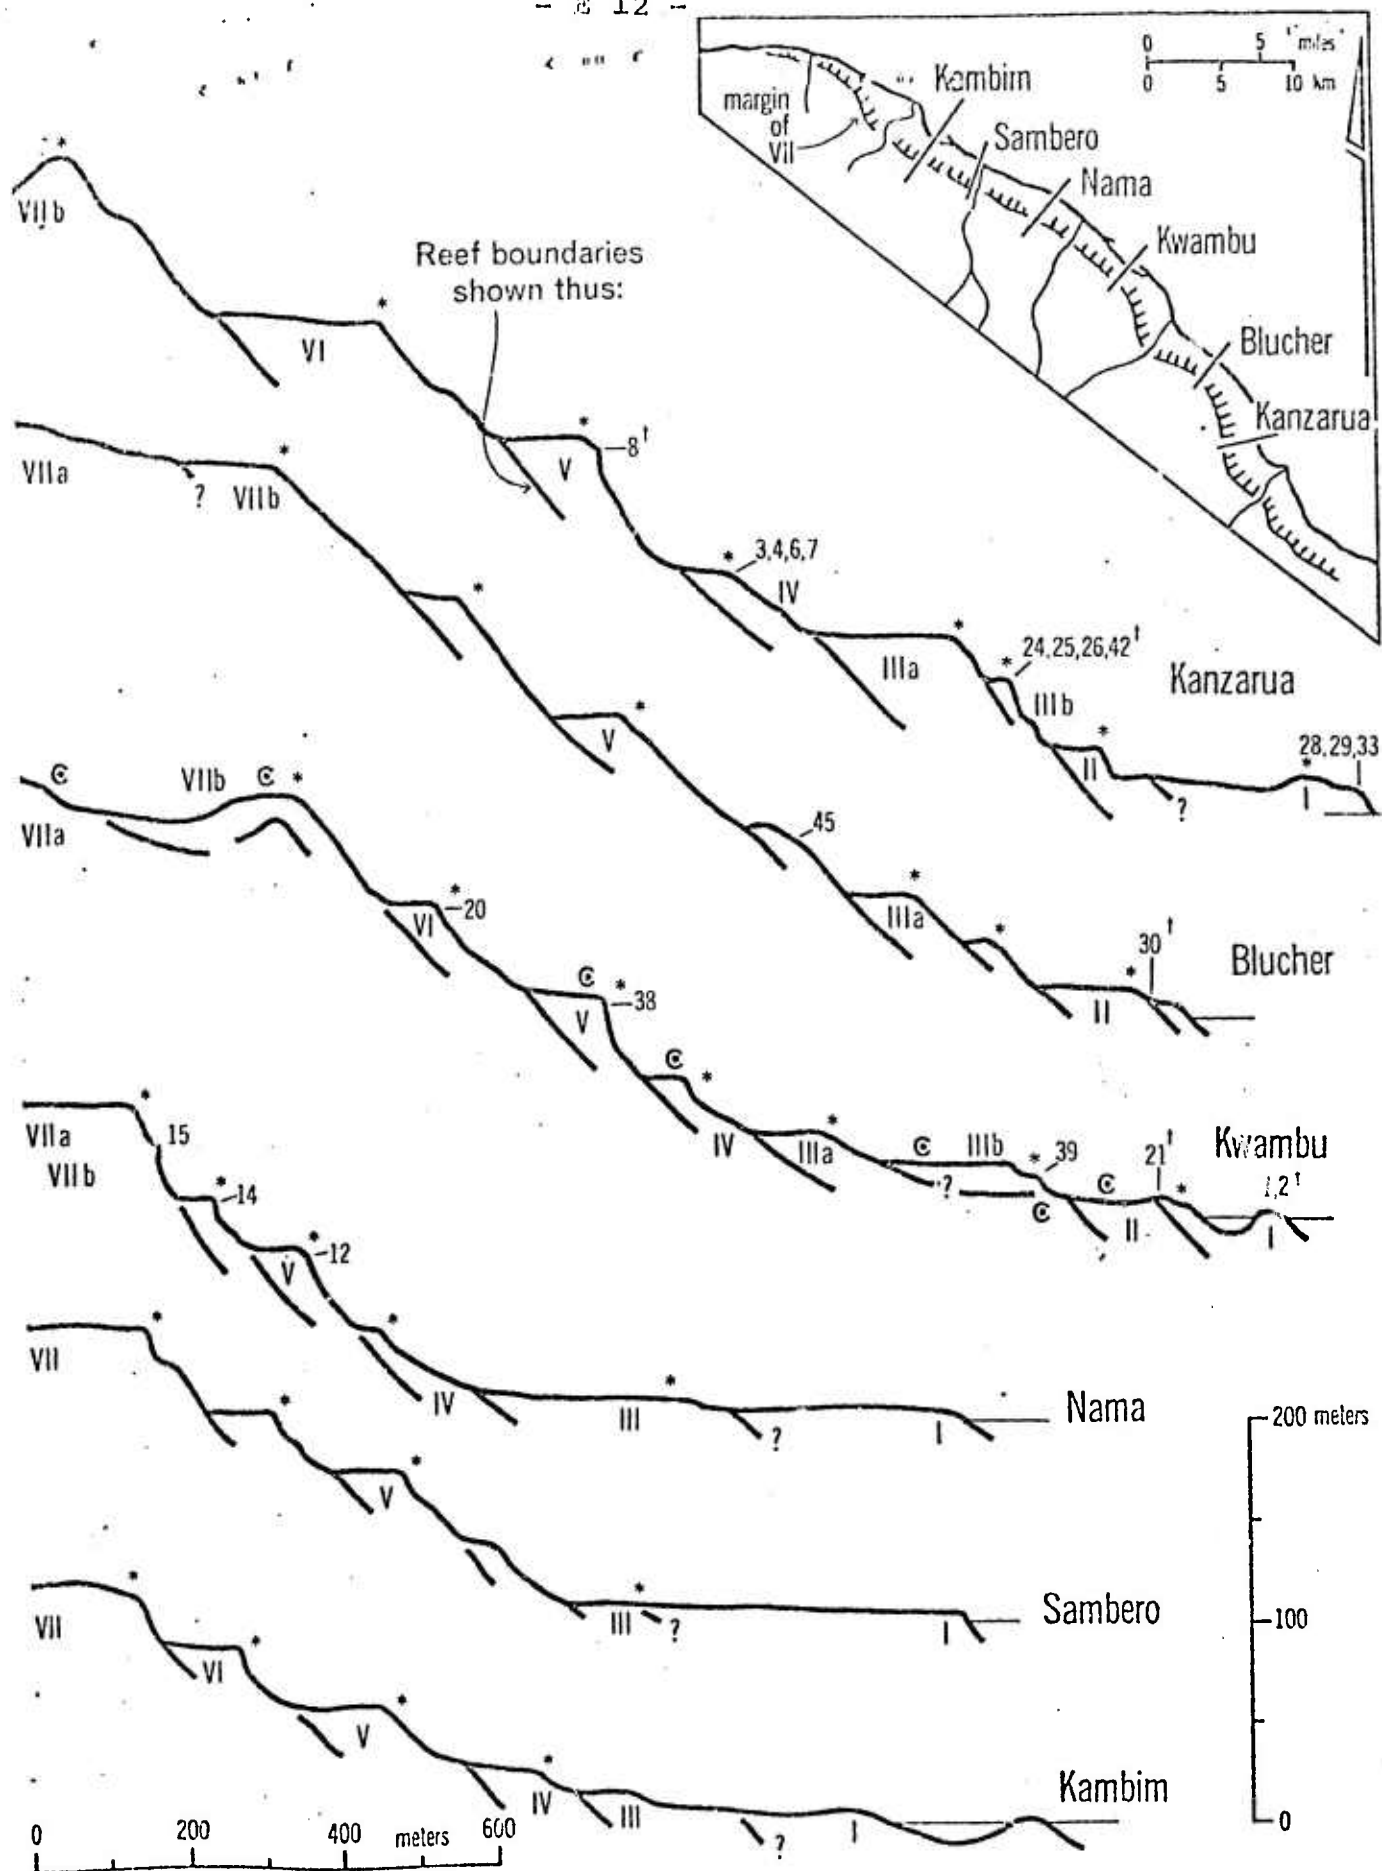 - E 12 -
0 5 miles
0 5 10 km
margin
of
VII
Kambim
Sambero
Nama
Kwambu
Blucher
Kanzarua
*
VIIb
Reef boundaries
shown thus:
VI *
V * 8†
* 3,4,6,7
IV
IIIa *
* 24,25,26,42†
IIIb
II *
?
28,29,33
* I
Kanzarua
VIIa
? VIIb *
*
V *
45
IIIa *
*
II * 30†
Blucher
VIIa
VIIb *
VI * 20
V * 38
IV *
IIIa *
IIIb * 39
?
II 21† *
1,2†
I
Kwambu
VIIa
VIIb
* 15
* 14
V * 12
*
IV
III *
?
I
Nama
VII *
*
V *
III *
?
I
Sambero
VII *
VI *
V *
IV *
III
?
I
Kambim
200 meters
100
0
0 200 400 meters 600